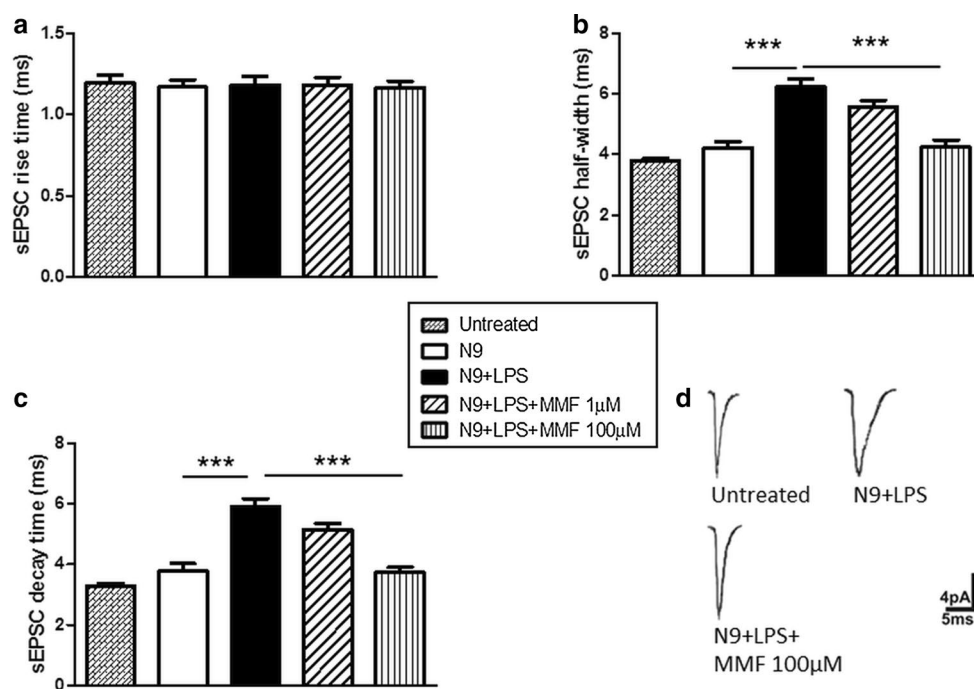 a
sEPSC rise time (ms)
1.5
1.0
0.5
0.0
b
sEPSC half-width (ms)
8
6
4
2
0
***
***
Untreated
N9
N9+LPS
N9+LPS+MMF 1μM
N9+LPS+MMF 100μM
c
sEPSC decay time (ms)
8
6
4
2
0
***
***
d
Untreated
N9+LPS
N9+LPS+
MMF 100μM
4pA
5ms